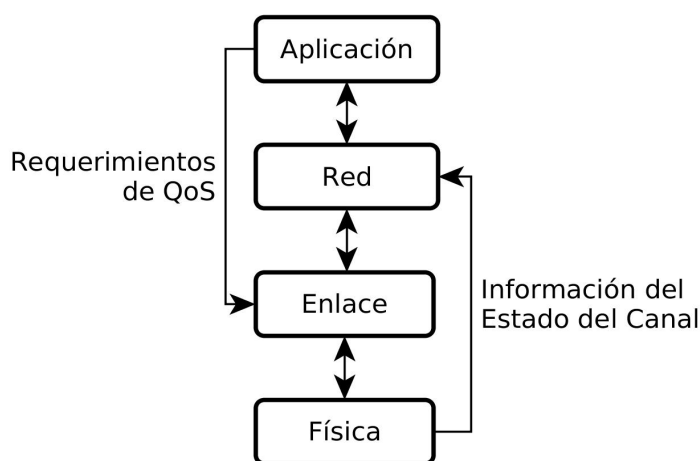 Aplicación
Requerimientos
de QoS
Red
Enlace
Información del
Estado del Canal
Física